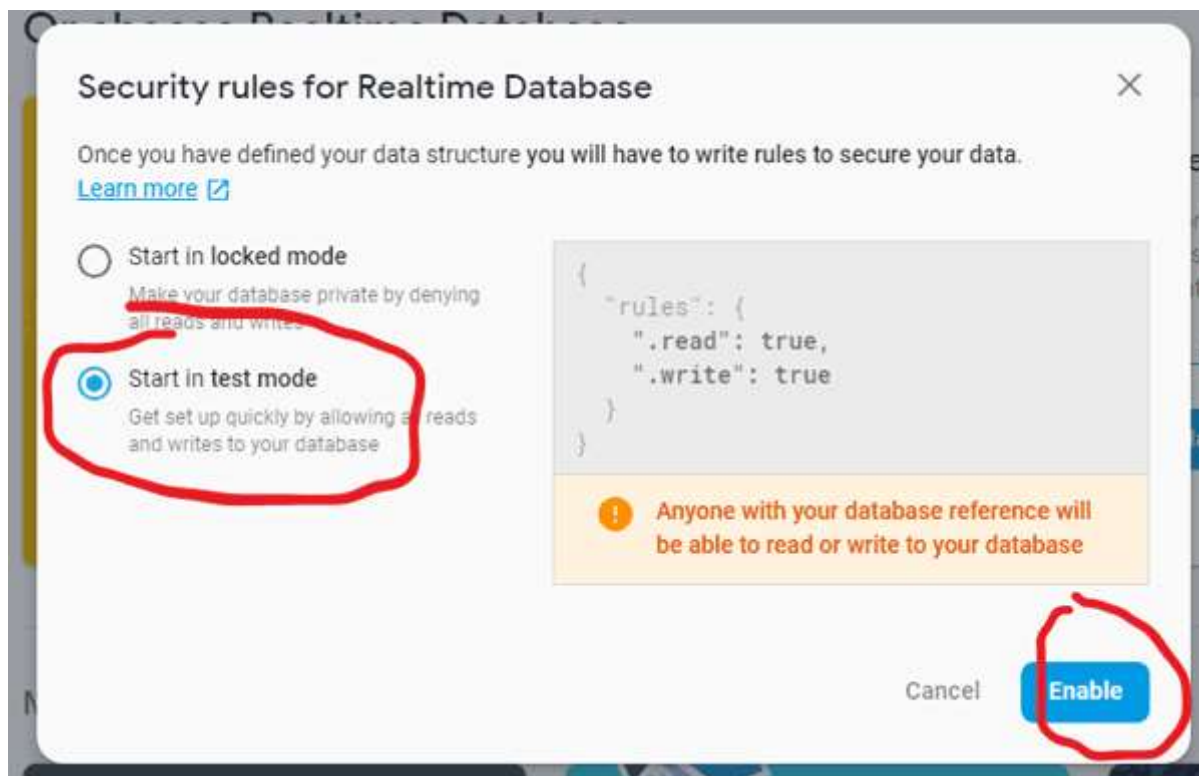 Security rules for Realtime Database
Once you have defined your data structure you will have to write rules to secure your data.
Learn more
Start in locked mode
Make your database private by denying
all reads and writes
Start in test mode
Get set up quickly by allowing all reads
and writes to your database
{
"rules": {
".read": true,
".write": true
}
}
Anyone with your database reference will
be able to read or write to your database
Cancel
Enable